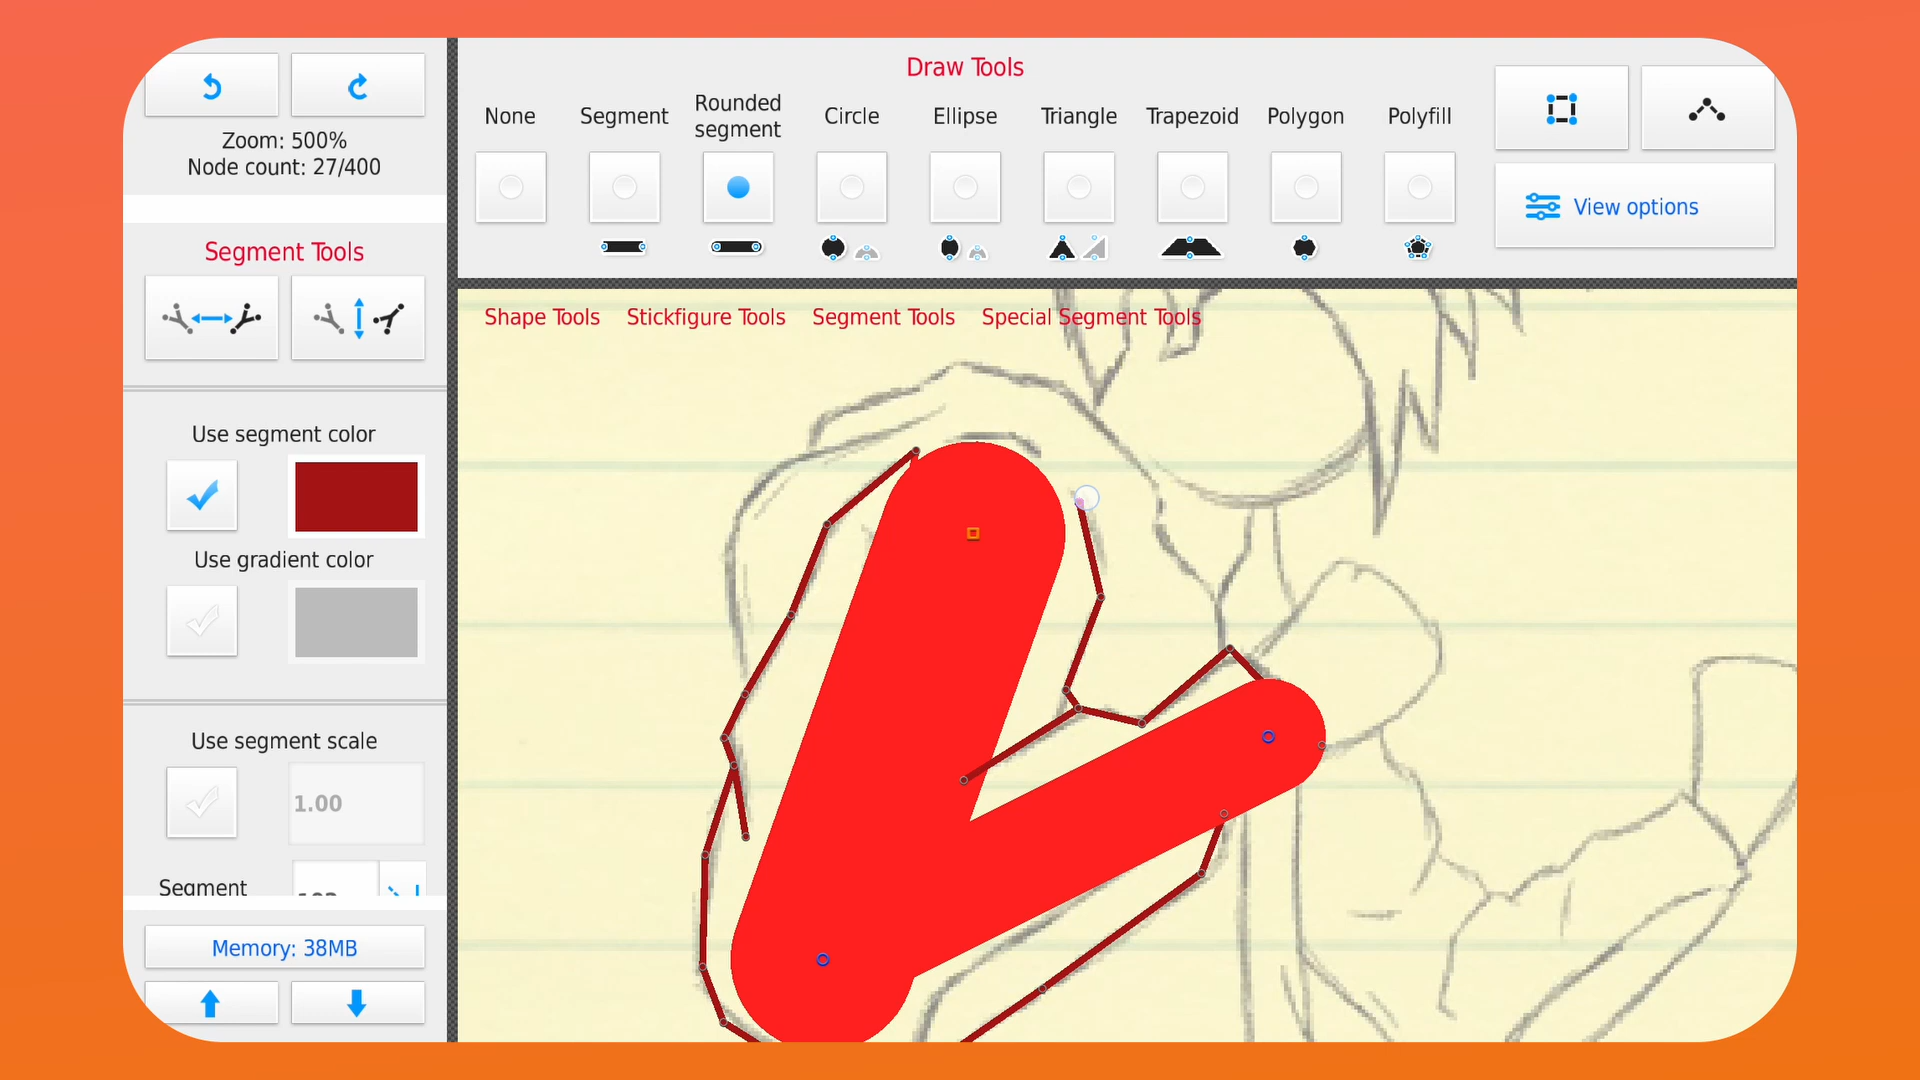 Zoom: 500%
Node count: 27/400
Segment Tools
Use segment color
Use gradient color
Use segment scale
1.00
Segment
Memory: 38MB
Draw Tools
None
Segment
Rounded
segment
Circle
Ellipse
Triangle
Trapezoid
Polygon
Polyfill
View options
Shape Tools
Stickfigure Tools
Segment Tools
Special Segment Tools